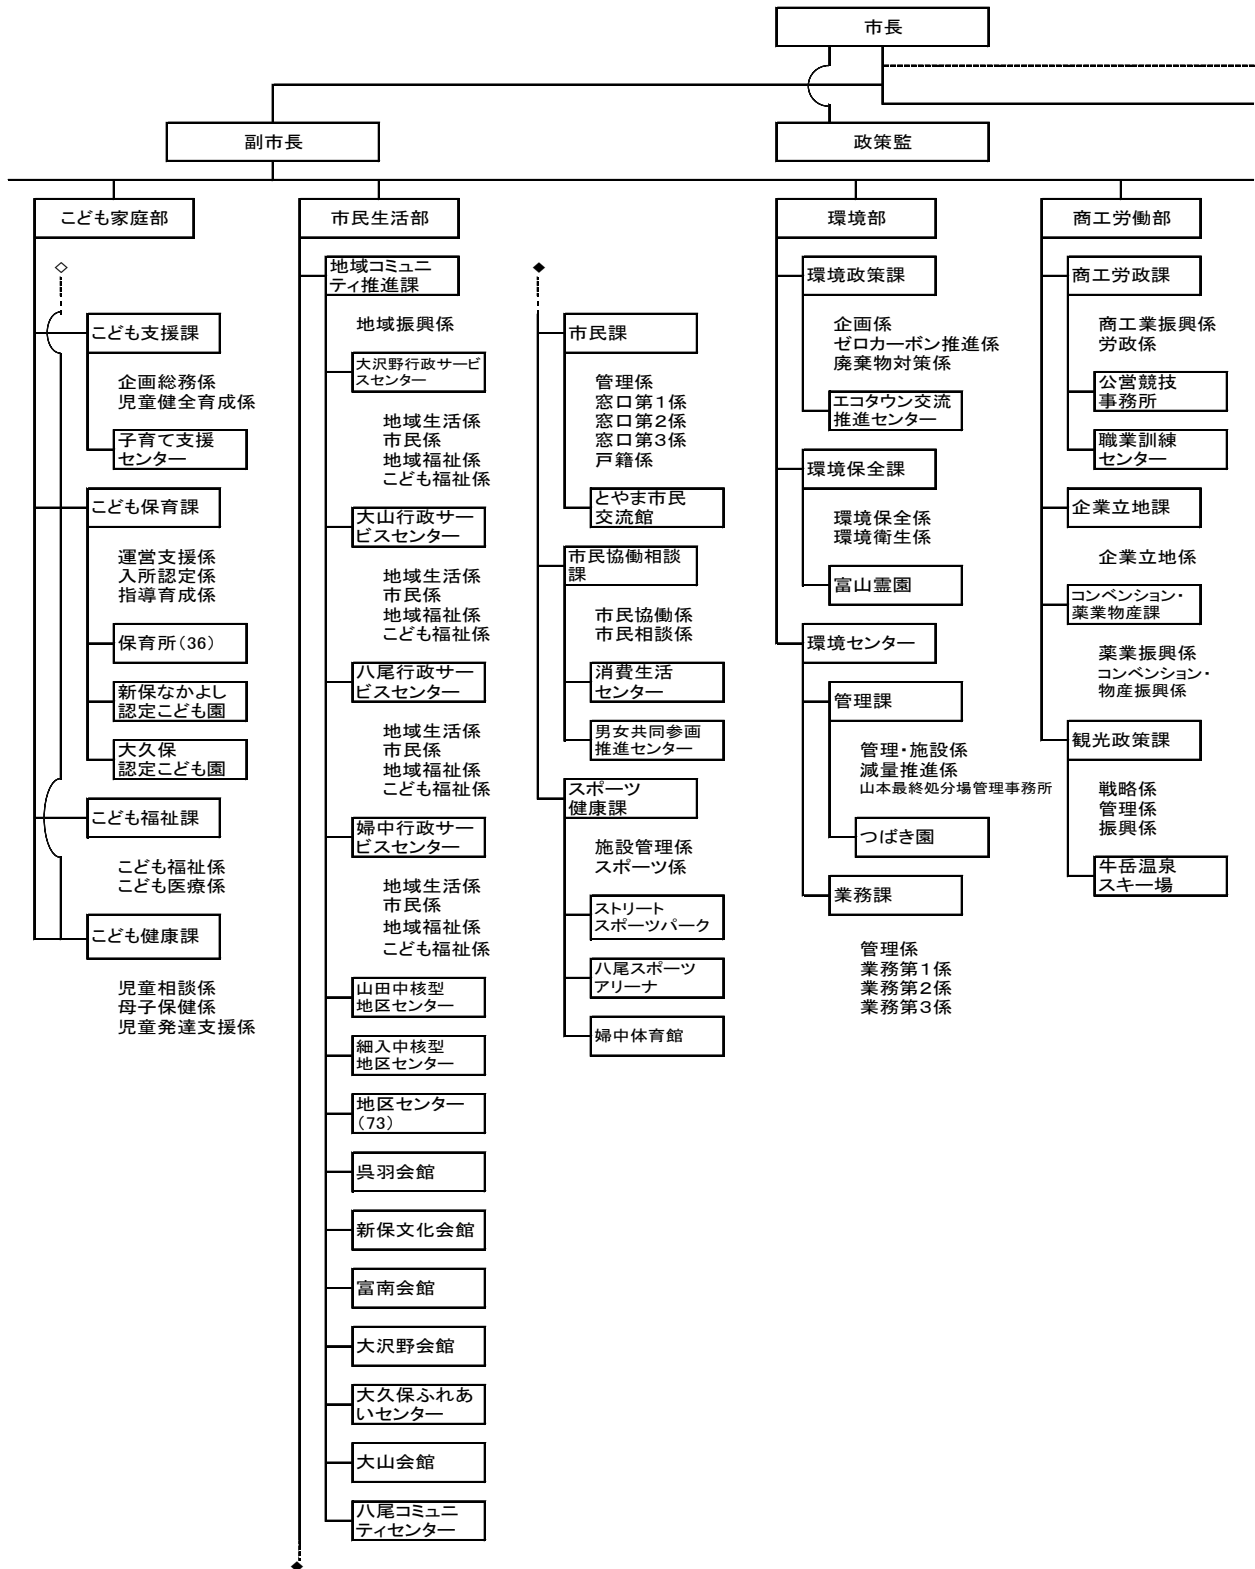 市長
副市長
政策監
こども家庭部
こども支援課
企画総務係
児童健全育成係
子育て支援
センター
こども保育課
運営支援係
入所認定係
指導育成係
保育所(36)
新保なかよし
認定こども園
大久保
認定こども園
こども福祉課
こども福祉係
こども医療係
こども健康課
児童相談係
母子保健係
児童発達支援係
市民生活部
地域コミュニ
ティ推進課
地域振興係
大沢野行政サービ
スセンター
地域生活係
市民係
地域福祉係
こども福祉係
大山行政サー
ビスセンター
地域生活係
市民係
地域福祉係
こども福祉係
八尾行政サー
ビスセンター
地域生活係
市民係
地域福祉係
こども福祉係
婦中行政サー
ビスセンター
地域生活係
市民係
地域福祉係
こども福祉係
山田中核型
地区センター
細入中核型
地区センター
地区センター
(73)
呉羽会館
新保文化会館
富南会館
大沢野会館
大久保ふれあ
いセンター
大山会館
八尾コミュニ
ティセンター
市民課
管理係
窓口第1係
窓口第2係
窓口第3係
戸籍係
とやま市民
交流館
市民協働相談
課
市民協働係
市民相談係
消費生活
センター
男女共同参画
推進センター
スポーツ
健康課
施設管理係
スポーツ係
ストリート
スポーツパーク
八尾スポーツ
アリーナ
婦中体育館
環境部
環境政策課
企画係
ゼロカーボン推進係
廃棄物対策係
エコタウン交流
推進センター
環境保全課
環境保全係
環境衛生係
富山霊園
環境センター
管理課
管理・施設係
減量推進係
山本最終処分場管理事務所
つばき園
業務課
管理係
業務第1係
業務第2係
業務第3係
商工労働部
商工労政課
商工業振興係
労政係
公営競技
事務所
職業訓練
センター
企業立地課
企業立地係
コンベンション・
薬業物産課
薬業振興係
コンベンション・
物産振興係
観光政策課
戦略係
管理係
振興係
牛岳温泉
スキー場